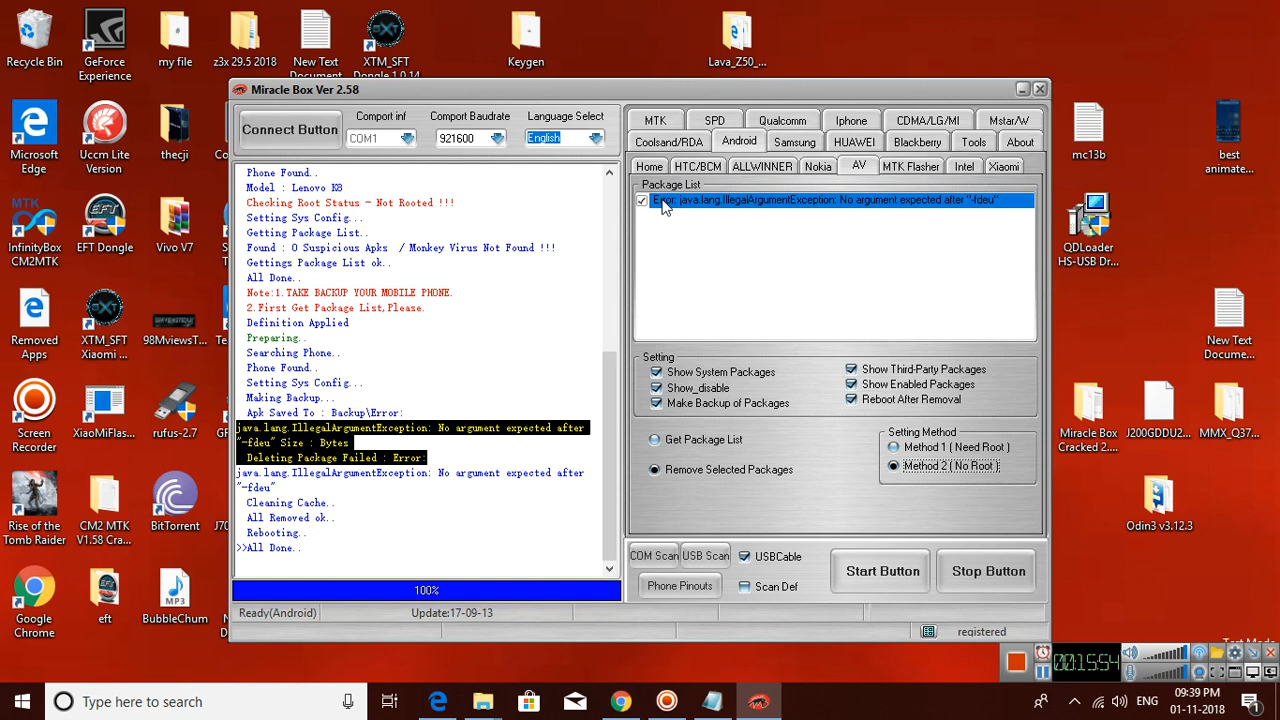 Recycle Bin
GeForce
Experience
my file
z3x 29.5 2018
New Text
Document
XTM_SFT
Dongle 1.0.14
Keygen
Lava_Z50_...
Microsoft
Edge
Uccm Lite
Version
thecji
InfinityBox
CM2MTK
EFT Dongle
Vivo V7
Removed
Apps
XTM_SFT
Xiaomi ...
98MviewsT...
Screen
Recorder
XiaoMiFlas...
rufus-2.7
Rise of the
Tomb Raider
CM2 MTK
V1.58 Cra...
BitTorrent
Google
Chrome
eft
BubbleChum
MP3
Miracle Box Ver 2.58
Connect Button
Comport inf
COM1
Comport Baudrate
921600
Language Select
English
Phone Found..
Model : Lenovo K8
Checking Root Status - Not Rooted !!!
Setting Sys Config...
Getting Package List..
Found : 0 Suspicious Apks  / Monkey Virus Not Found !!!
Gettings Package List ok..
All Done..
Note:1.TAKE BACKUP YOUR MOBILE PHONE.
2.First Get Package List,Please.
Definition Applied
Preparing..
Searching Phone..
Phone Found..
Setting Sys Config...
Making Backup...
Apk Saved To : Backup\Error:
java.lang.IllegalArgumentException: No argument expected after
"-fdeu" Size : Bytes
Deleting Package Failed : Error:
java.lang.IllegalArgumentException: No argument expected after
"-fdeu"
Cleaning Cache..
All Removed ok..
Rebooting..
>>All Done..
100%
Ready(Android)
Update:17-09-13
MTK SPD Qualcomm Iphone CDMA/LG/MI Mstar/W
Coolsand/RDA Android Samsung HUAWEI Blackberry Tools About
Home HTC/BCM ALLWINNER Nokia AV MTK Flasher Intel Xiaomi
Package List
Error: java.lang.IllegalArgumentException: No argument expected after "-fdeu"
Setting
Show System Packages
Show Third-Party Packages
Show_disable
Show Enabled Packages
Make Backup of Packages
Reboot After Removal
Get Package List
Remove Selected Packages
Setting Method
Method 1 ( Need Root )
Method 2 ( No Root )
COM Scan USB Scan USBCable
Phone Pinouts Scan Def
Start Button
Stop Button
registered
mc13b
best
animate...
QDLoader
HS-USB Dr...
New Text
Docume...
Miracle Box
Cracked 2....
J200GDDU2...
MMX_Q37...
Odin3 v3.12.3
00:15:54
Type here to search
ENG
09:39 PM
01-11-2018